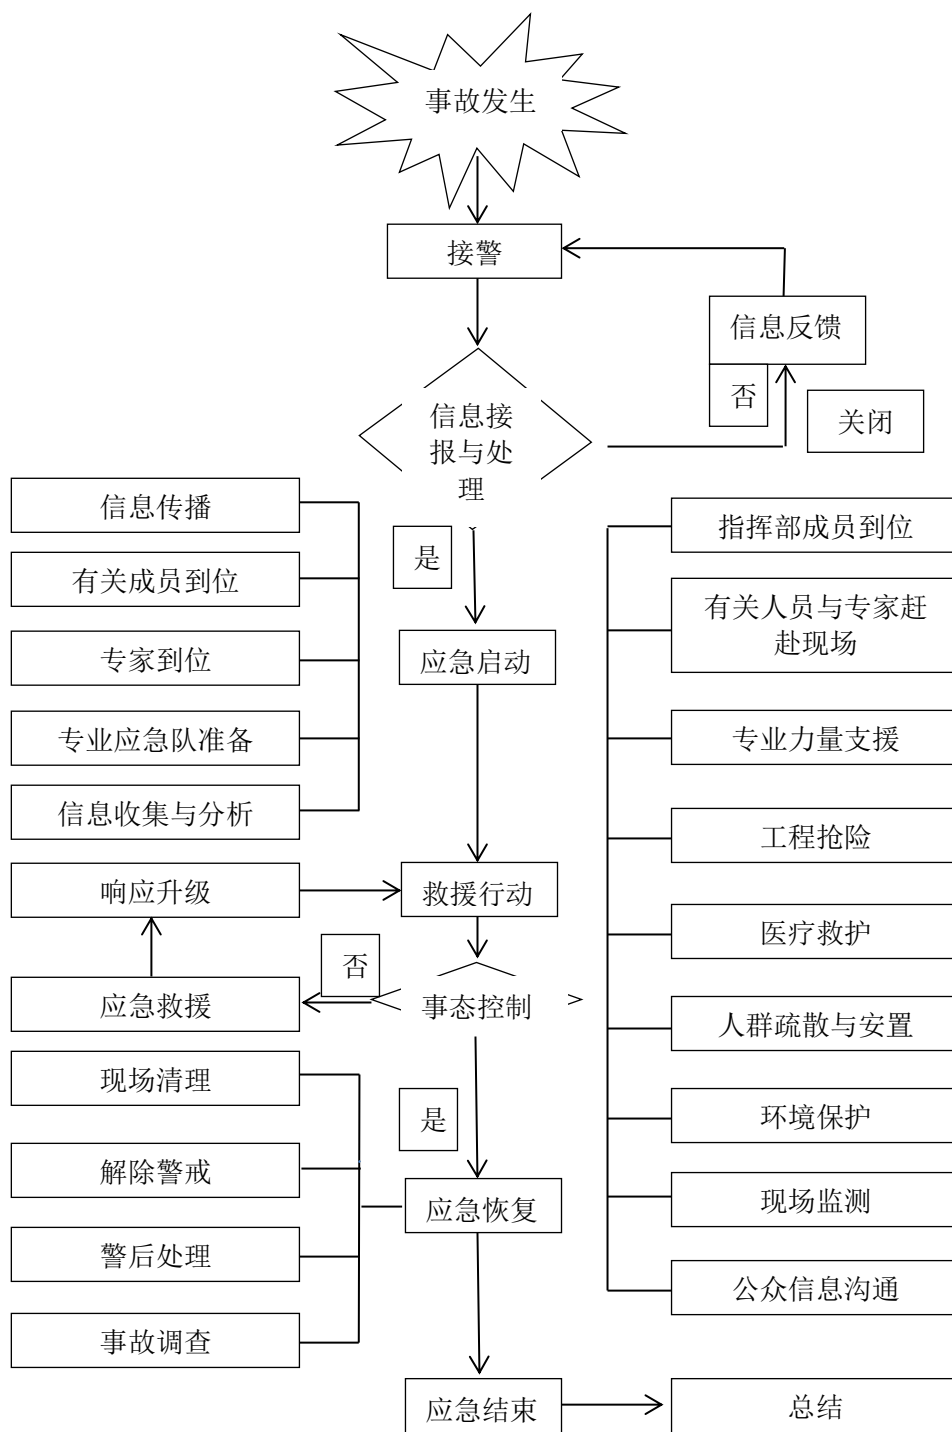 事故发生
接警
信息反馈
否
关闭
信息接
报与处
理
信息传播
指挥部成员到位
是
有关成员到位
有关人员与专家赶
赴现场
专家到位
应急启动
专业应急队准备
专业力量支援
信息收集与分析
工程抢险
响应升级
救援行动
医疗救护
否
应急救援
事态控制
人群疏散与安置
现场清理
是
环境保护
解除警戒
应急恢复
现场监测
警后处理
公众信息沟通
事故调查
应急结束
总结